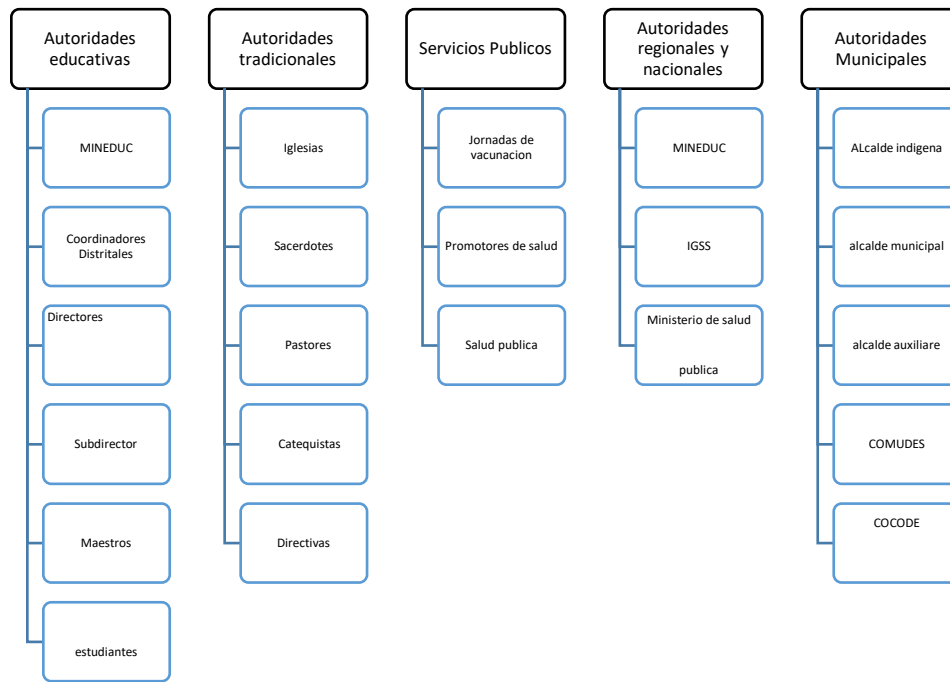 Autoridades
educativas
MINEDUC
Coordinadores
Distritales
Directores
Subdirector
Maestros
estudiantes
Autoridades
tradicionales
Iglesias
Sacerdotes
Pastores
Catequistas
Directivas
Servicios Publicos
Jornadas de
vacunacion
Promotores de salud
Salud publica
Autoridades
regionales y
nacionales
MINEDUC
IGSS
Ministerio de salud
publica
Autoridades
Municipales
ALcalde indigena
alcalde municipal
alcalde auxiliare
COMUDES
COCODE